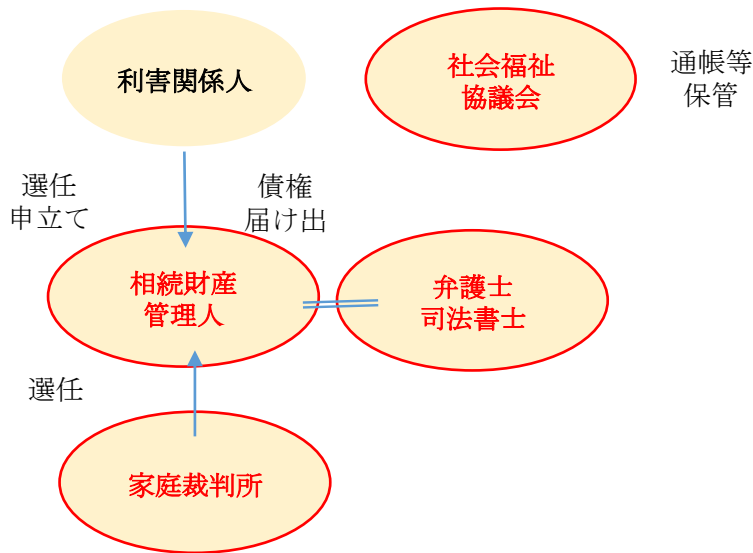 利害関係人
社会福祉
協議会
通帳等
保管
選任
申立て
債権
届け出
相続財産
管理人
弁護士
司法書士
選任
家庭裁判所